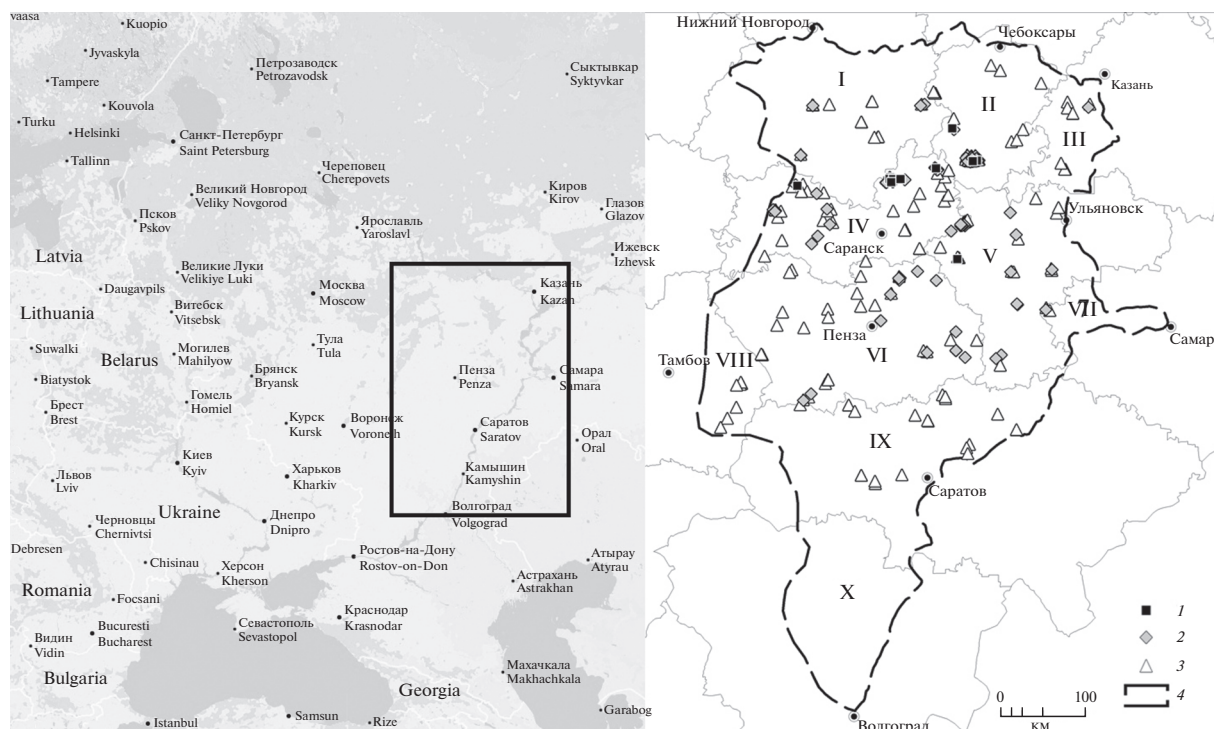 vaasa
Kuopio
Jyvaskyla
Петрозаводск
Petrozavodsk
Сыктывкар
Syktyvkar
Tampere
Kouvola
Turku
Helsinki
Санкт-Петербург
Saint Petersburg
Tallinn
Череповец
Cherepovets
Великий Новгород
Veliky Novgorod
Киров
Kirov
Глазов
Glazov
Псков
Pskov
Ярославль
Yaroslavl
Ижевск
Izhevsk
Latvia
Великие Луки
Velikiye Luki
Daugavpils
Москва
Moscow
Казань
Kazan
Lithuania
Витебск
Vitsebsk
Тула
Tula
Suwalki
Belarus
Могилев
Mahilyow
Брянск
Bryansk
Пенза
Penza
Самара
Samara
Biatystok
Гомель
Homiel
Брест
Brest
Курск
Kursk
Воронеж
Voronezh
Саратов
Saratov
Орал
Oral
Киев
Kyiv
Харьков
Kharkiv
Камышин
Kamyshin
Львов
Lviv
Ukraine
Волгоград
Volgograd
Черновцы
Chernivtsi
Днепро
Dnipro
Debresen
Chisinau
Херсон
Kherson
Ростов-на-Дону
Rostov-on-Don
Атырау
Atyrau
Астрахань
Astrakhan
Romania
Focsani
Bucuresti
Bucharest
Севастополь
Sevastopol
Краснодар
Krasnodar
Видин
Vidin
Bulgaria
Махачкала
Makhachkala
Georgia
Garabog
Istanbul
Samsun
Rize
Нижний Новгород
Чебоксары
Казань
I
II
III
Ульяновск
IV
Саранск
V
VII
Самар
Пенза
VI
Тамбов
VIII
IX
Саратов
X
Волгоград
1
2
3
4
0 100
КМ